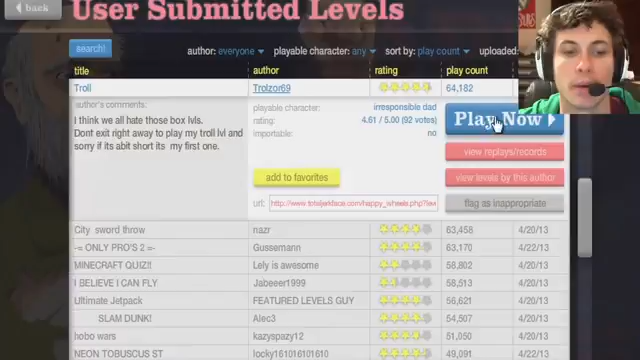 back
User Submitted Levels
search!
author: everyone
playable character: any
sort by: play count
uploaded:
title author rating play count
Troll Trolzor69 64,182
author's comments:
I think we all hate those box lvls.
Dont exit right away to play my troll lvl and
sorry if its abit short its my first one.
playable character: irresponsible dad
rating: 4.61 / 5.00 (92 votes)
importable: no
add to favorites
url: http://www.totaljerkface.com/happy_wheels.php?lev
Play Now
view replays/records
view levels by this author
flag as inappropriate
City sword throw nazr 63,458 4/20/13
-= ONLY PRO'S 2 =- Gussemann 63,170 4/22/13
MINECRAFT QUIZ!! Lely is awesome 58,802 4/20/13
I BELIEVE I CAN FLY Jabeeer1999 58,513 4/20/13
Ultimate Jetpack FEATURED LEVELS GUY 56,621 4/20/13
SLAM DUNK! Alec3 54,507 4/20/13
hobo wars kazyspazy12 51,050 4/22/13
NEON TOBUSCUS ST locky161016101610 49,091 4/22/13